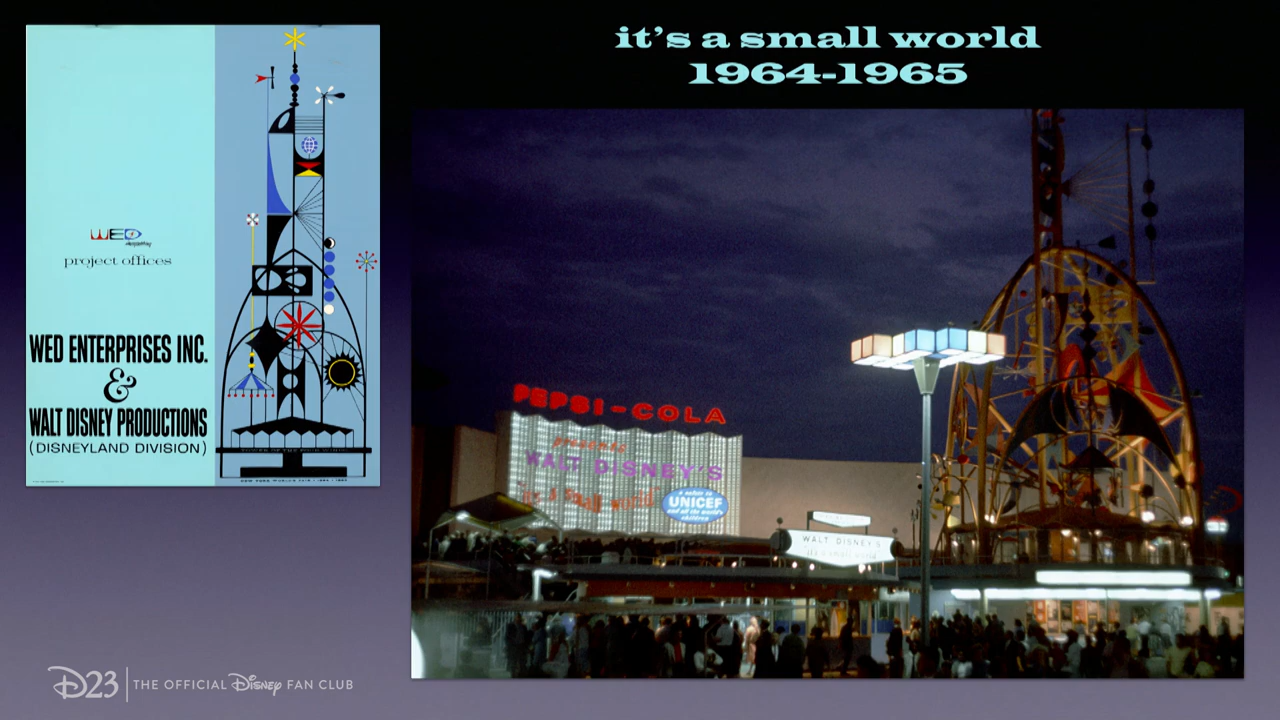 it's a small world
1964-1965
WED
project offices
WED ENTERPRISES INC.
&
WALT DISNEY PRODUCTIONS
(DISNEYLAND DIVISION)
PEPSI-COLA
presents
WALT DISNEY'S
"it's a small world"
a salute to
UNICEF
and all the world's
children
WALT DISNEY'S
it's a small world
D23 | THE OFFICIAL Disney FAN CLUB